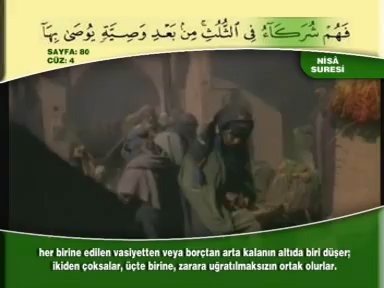 فَهُمْ شُرَكَاءُ فِي الثُّلُثِ مِنْ بَعْدِ وَصِيَّةٍ يُوصَى بِهَا
SAYFA: 80
CÜZ: 4
NİSÂ
SURESİ
her birine edilen vasiyetten veya borçtan arta kalanın altıda biri düşer;
ikiden çoksalar, üçte birine, zarara uğratılmaksızın ortak olurlar.